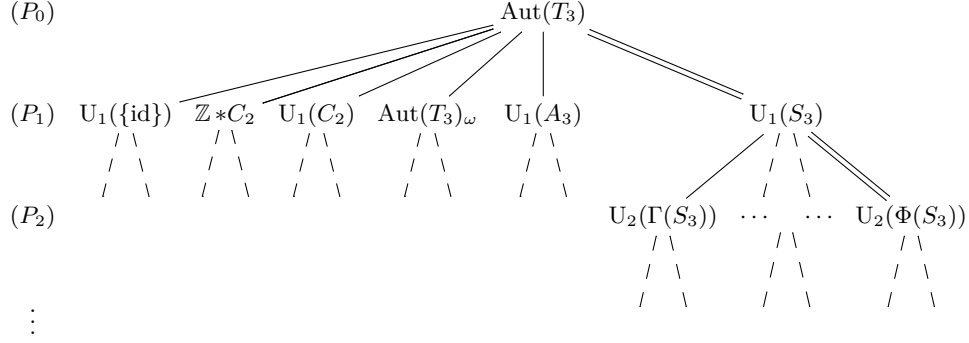 (P₀) Aut(T₃)
(P₁) U₁({id}) ℤ*C₂ U₁(C₂) Aut(T₃)ω U₁(A₃) U₁(S₃)
(P₂) U₂(Γ(S₃)) ··· ··· U₂(Φ(S₃))
⋮